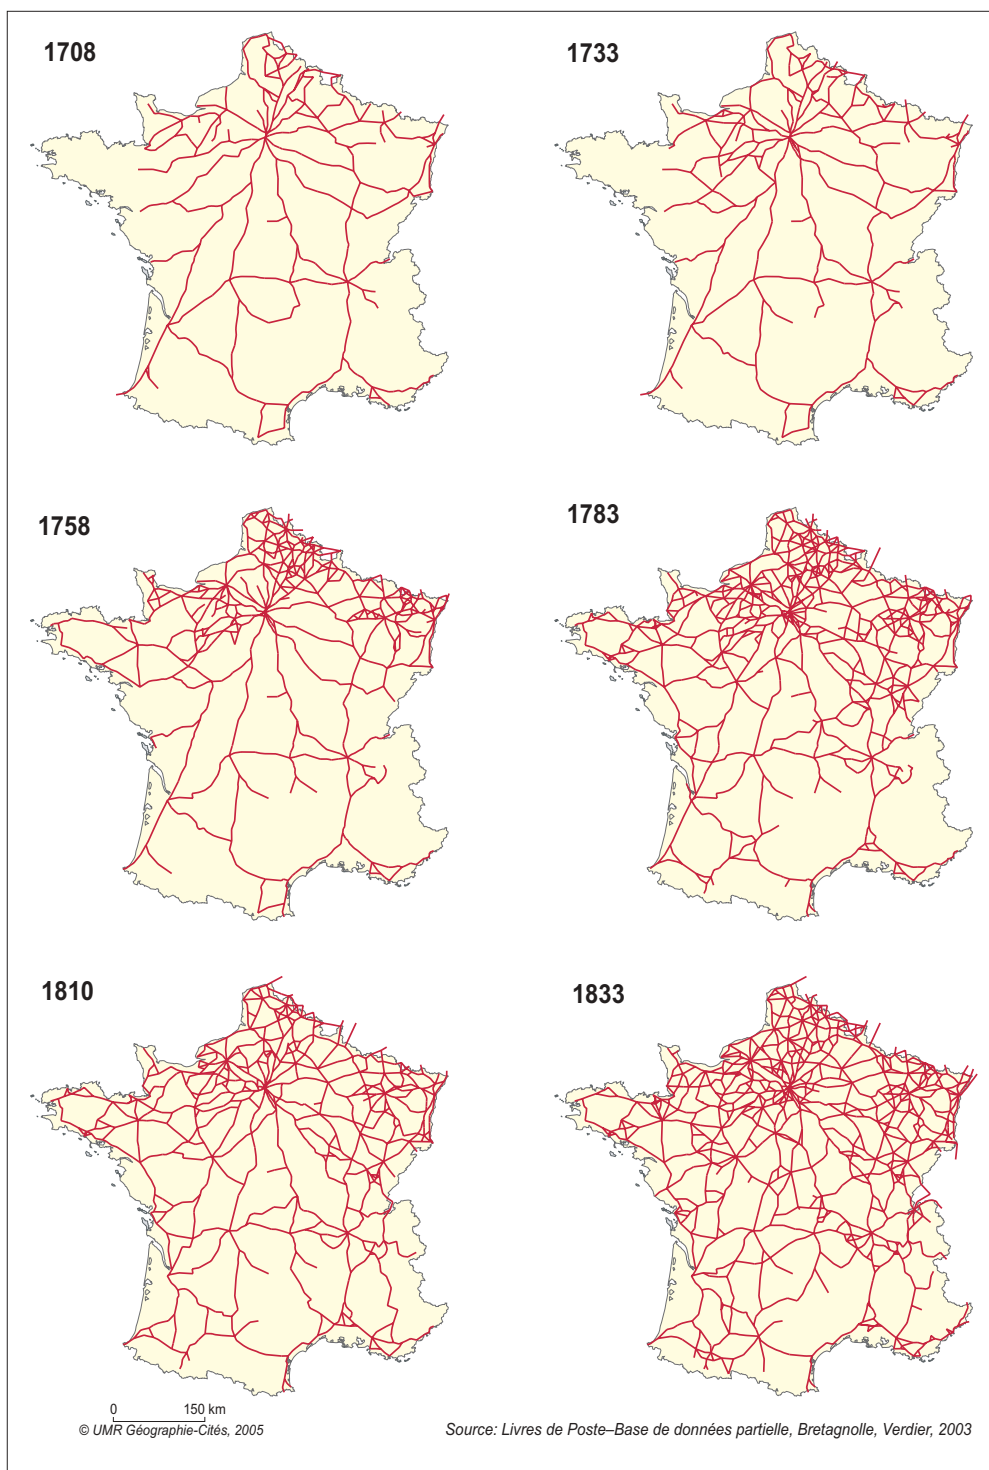 1708
1733
1758
1783
1810
1833
0 150 km
© UMR Géographie-Cités, 2005
Source: Livres de Poste–Base de données partielle, Bretagnolle, Verdier, 2003